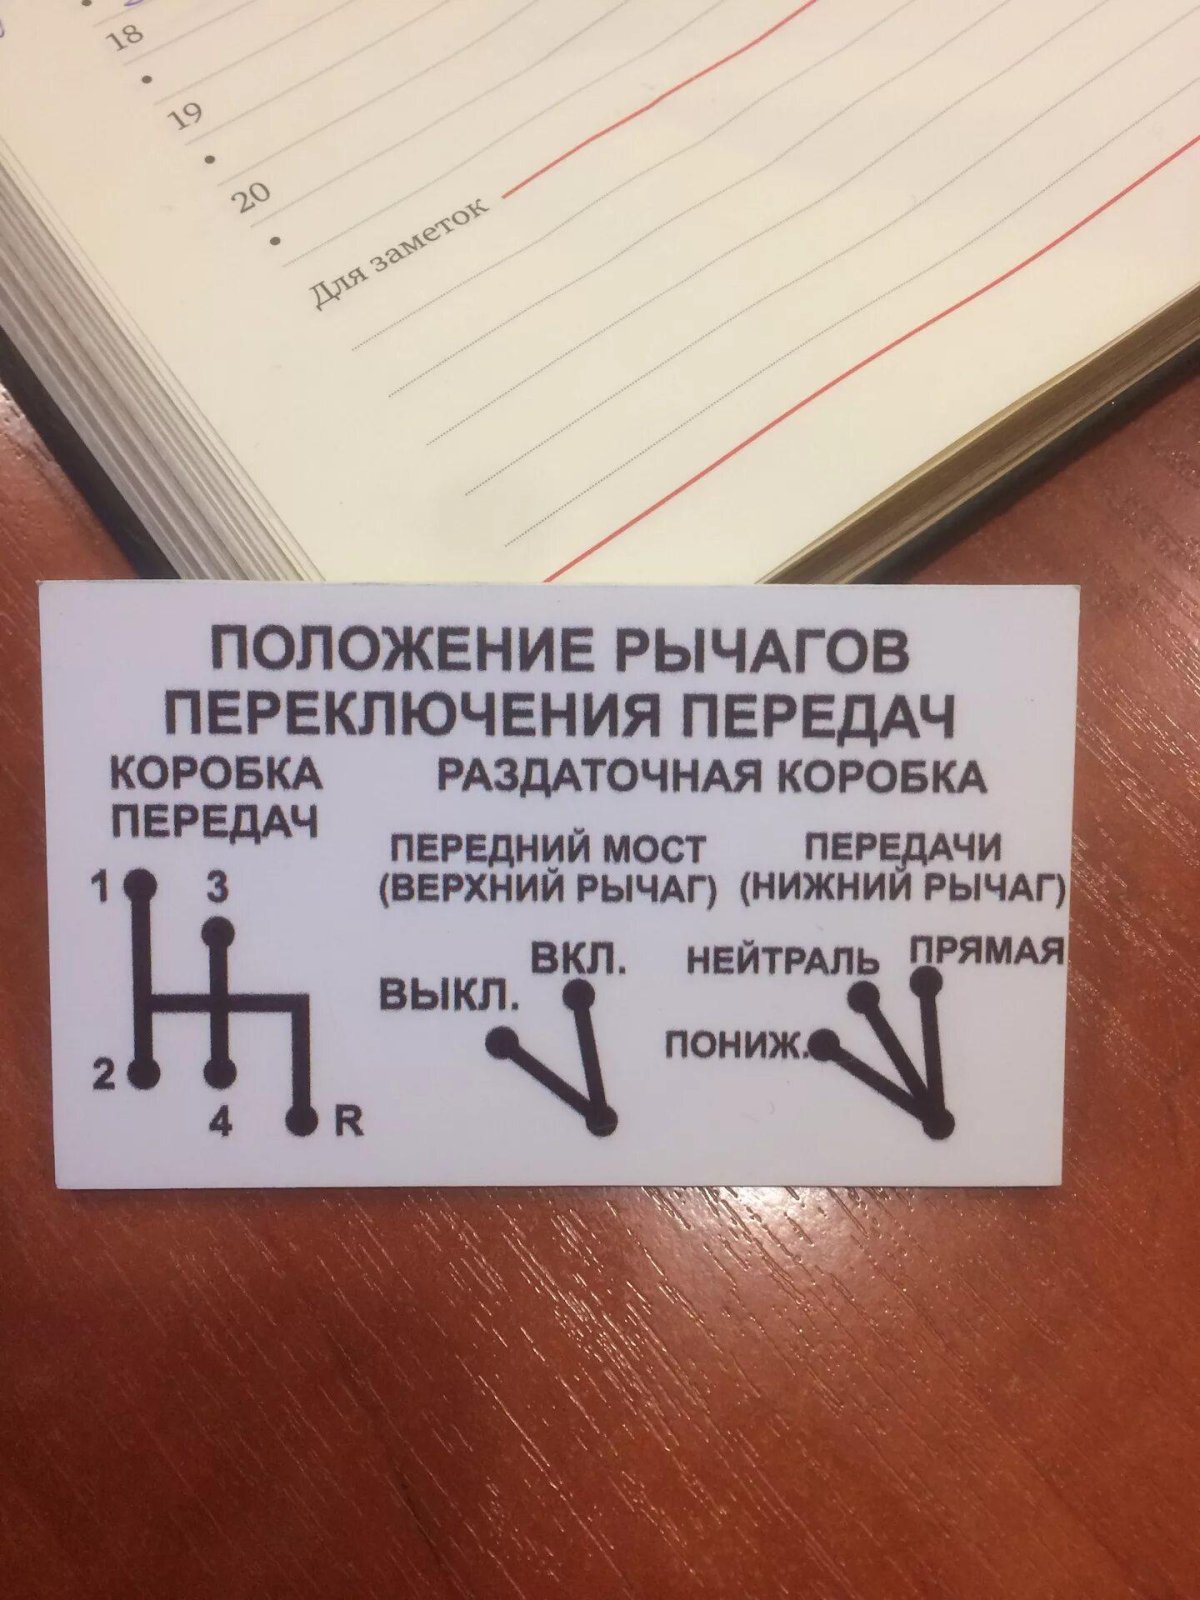 18
19
20
Для заметок
ПОЛОЖЕНИЕ РЫЧАГОВ
ПЕРЕКЛЮЧЕНИЯ ПЕРЕДАЧ
КОРОБКА
ПЕРЕДАЧ
1
3
2
4
R
РАЗДАТОЧНАЯ КОРОБКА
ПЕРЕДНИЙ МОСТ
(ВЕРХНИЙ РЫЧАГ)
ВЫКЛ.
ВКЛ.
ПЕРЕДАЧИ
(НИЖНИЙ РЫЧАГ)
НЕЙТРАЛЬ
ПРЯМАЯ
ПОНИЖ.